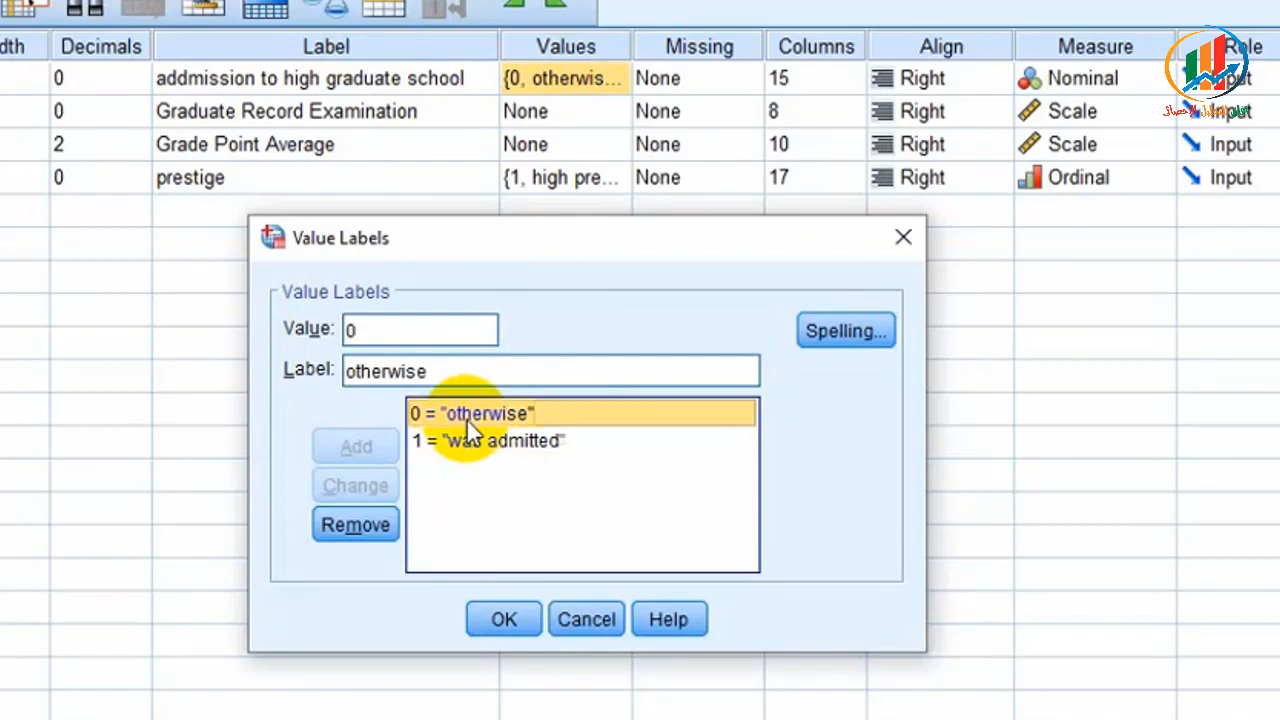 dth Decimals Label Values Missing Columns Align Measure Role
0 addmission to high graduate school {0, otherwis... None 15 Right Nominal
0 Graduate Record Examination None None 8 Right Scale
2 Grade Point Average None None 10 Right Scale Input
0 prestige {1, high pre... None 17 Right Ordinal Input
Value Labels
Value Labels
Value: 0
Spelling...
Label: otherwise
0 = "otherwise"
1 = "was admitted"
Add
Change
Remove
OK Cancel Help